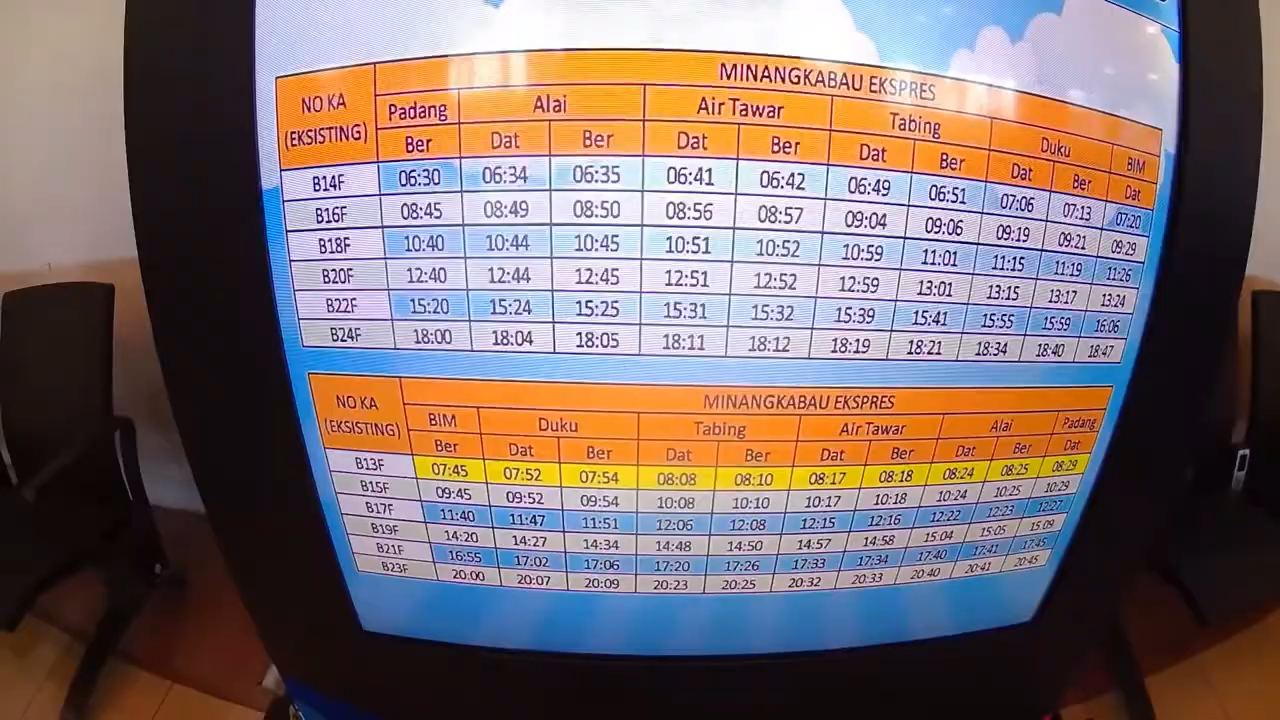 MINANGKABAU EKSPRES
NO KA (EKSISTING) Padang Alai Air Tawar Tabing Duku BIM
Ber Dat Ber Dat Ber Dat Ber Dat Ber Dat
B14F 06:30 06:34 06:35 06:41 06:42 06:49 06:51 07:06 07:13 07:20
B16F 08:45 08:49 08:50 08:56 08:57 09:04 09:06 09:19 09:21 09:29
B18F 10:40 10:44 10:45 10:51 10:52 10:59 11:01 11:15 11:19 11:26
B20F 12:40 12:44 12:45 12:51 12:52 12:59 13:01 13:15 13:17 13:24
B22F 15:20 15:24 15:25 15:31 15:32 15:39 15:41 15:55 15:59 16:06
B24F 18:00 18:04 18:05 18:11 18:12 18:19 18:21 18:34 18:40 18:47
MINANGKABAU EKSPRES
NO KA (EKSISTING) BIM Duku Tabing Air Tawar Alai Padang
Ber Dat Ber Dat Ber Dat Ber Dat Ber Dat
B13F 07:45 07:52 07:54 08:08 08:10 08:17 08:18 08:24 08:25 08:29
B15F 09:45 09:52 09:54 10:08 10:10 10:17 10:18 10:24 10:25 10:29
B17F 11:40 11:47 11:51 12:06 12:08 12:15 12:16 12:22 12:23 12:27
B19F 14:20 14:27 14:34 14:48 14:50 14:57 14:58 15:04 15:05 15:09
B21F 16:55 17:02 17:06 17:20 17:26 17:33 17:34 17:40 17:41 17:45
B23F 20:00 20:07 20:09 20:23 20:25 20:32 20:33 20:40 20:41 20:45